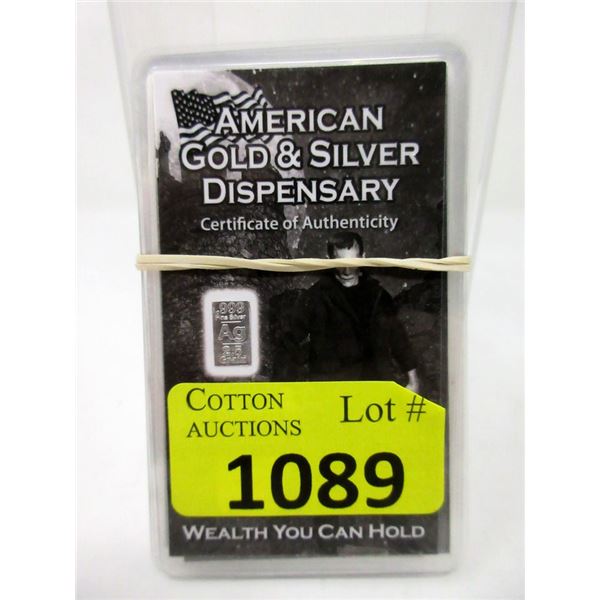 AMERICAN
GOLD & SILVER
DISPENSARY
Certificate of Authenticity
.999
Fine Silver
Ag
COTTON
AUCTIONS
Lot #
1089
WEALTH YOU CAN HOLD